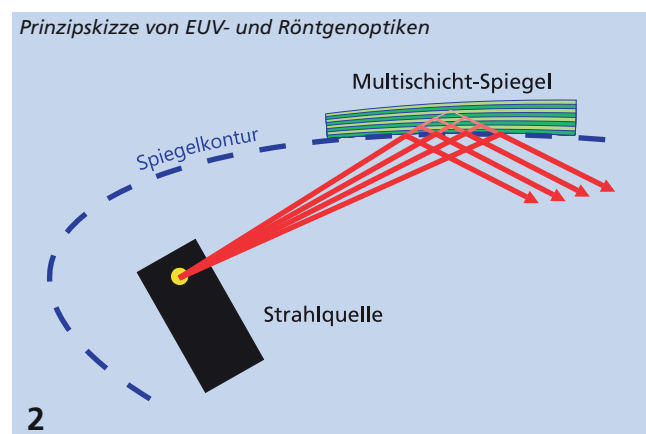 Prinzipskizze von EUV- und Röntgenoptiken
Multischicht-Spiegel
Spiegelkontur
Strahlquelle
2